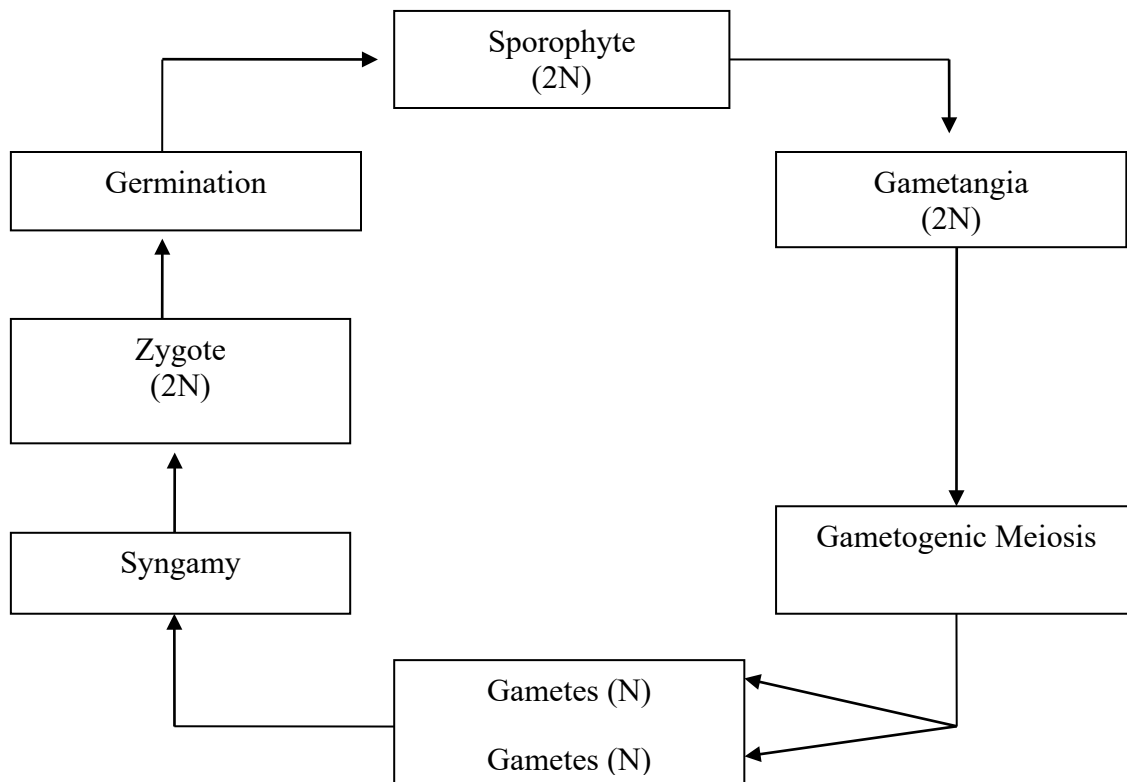 Sporophyte
(2N)
Germination
Gametangia
(2N)
Zygote
(2N)
Gametogenic Meiosis
Syngamy
Gametes (N)
Gametes (N)